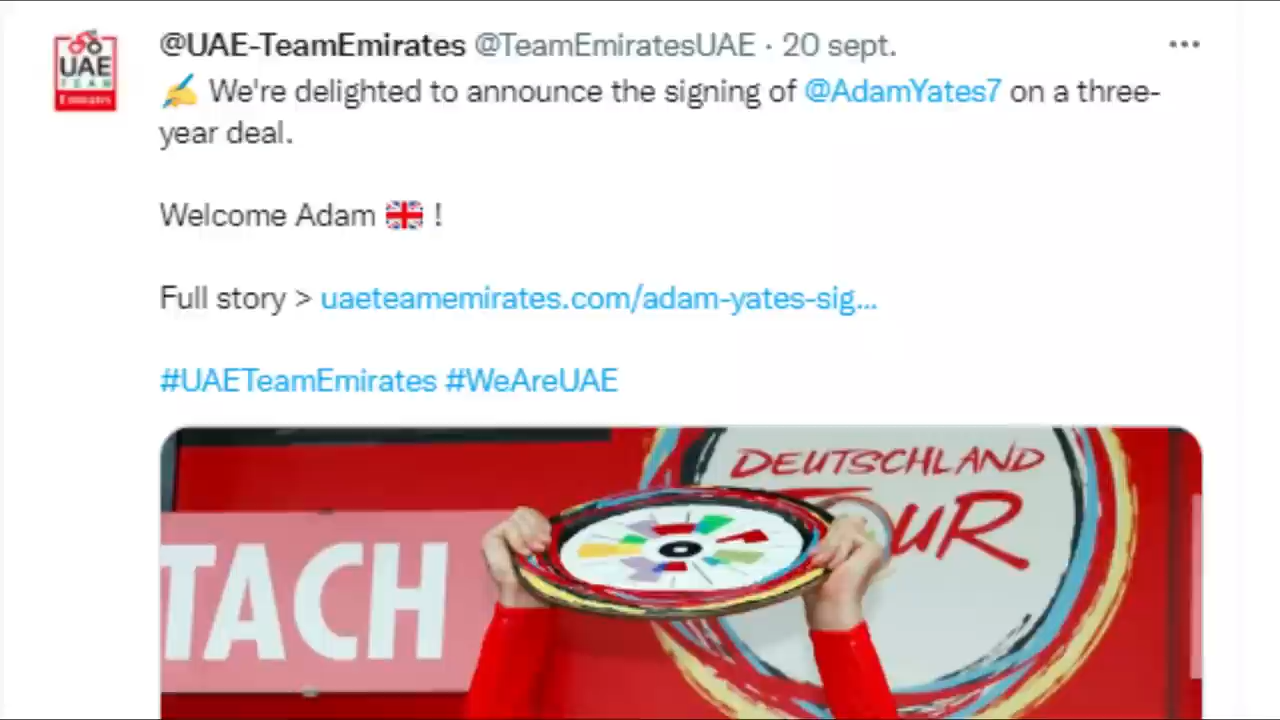 UAE
TEAM
Emirates
@UAE-TeamEmirates @TeamEmiratesUAE · 20 sept.
✍️ We're delighted to announce the signing of @AdamYates7 on a three-
year deal.
Welcome Adam 🇬🇧 !
Full story > uaeteamemirates.com/adam-yates-sig...
#UAETeamEmirates #WeAreUAE
DEUTSCHLAND
TOUR
TACH